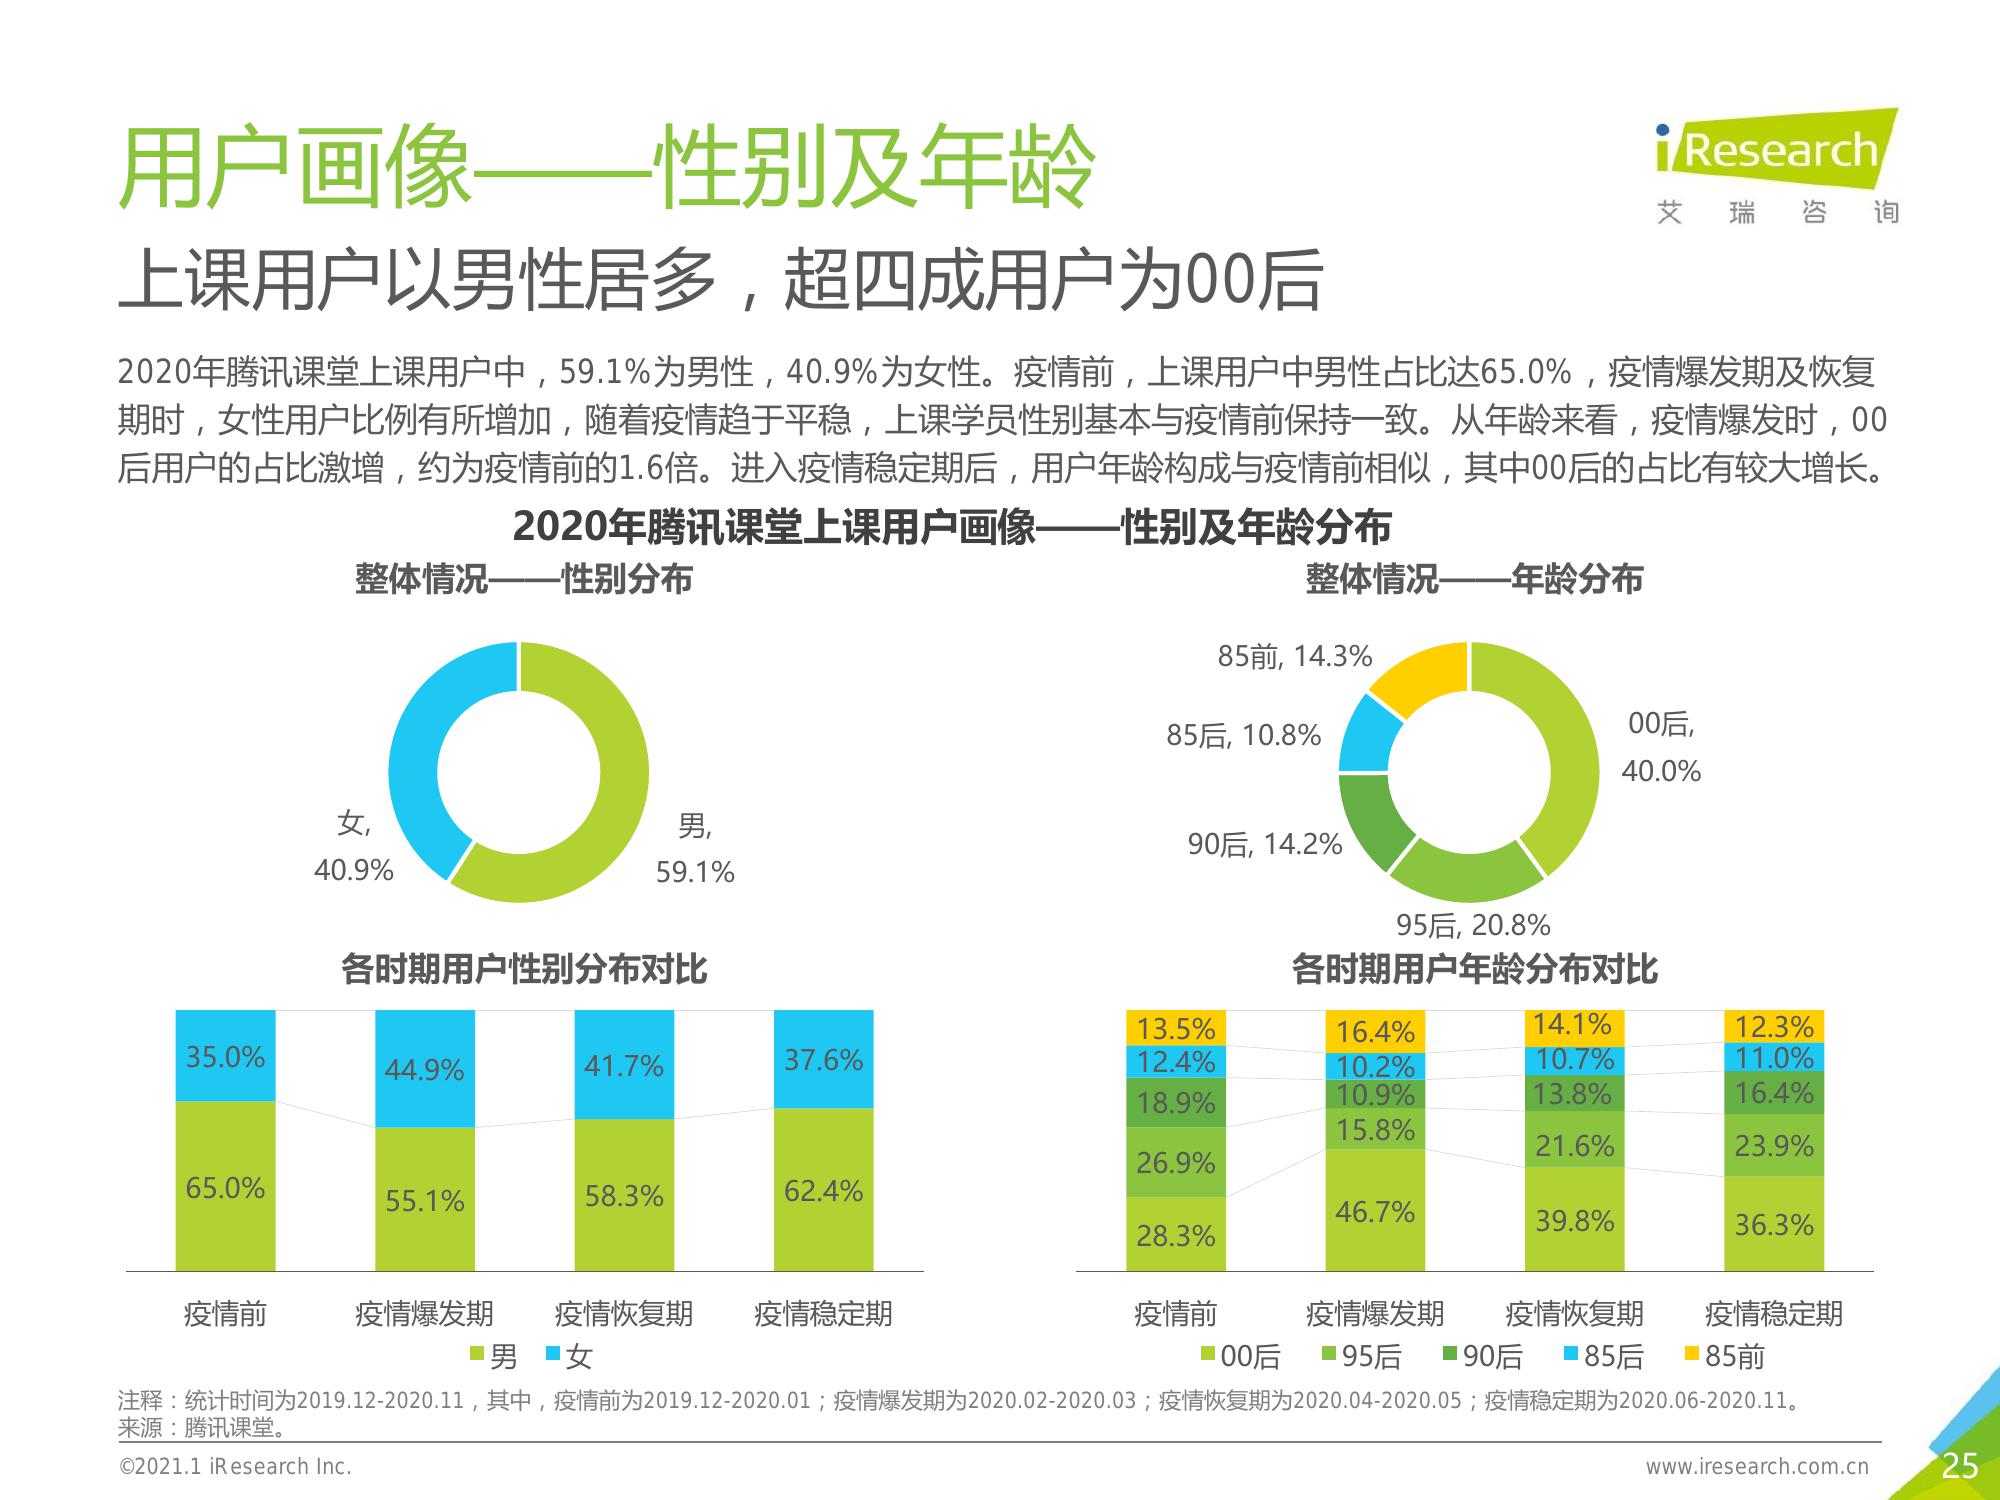 用户画像——性别及年龄
iResearch
艾瑞咨询
上课用户以男性居多，超四成用户为00后
2020年腾讯课堂上课用户中，59.1%为男性，40.9%为女性。疫情前，上课用户中男性占比达65.0%，疫情爆发期及恢复
期时，女性用户比例有所增加，随着疫情趋于平稳，上课学员性别基本与疫情前保持一致。从年龄来看，疫情爆发时，00
后用户的占比激增，约为疫情前的1.6倍。进入疫情稳定期后，用户年龄构成与疫情前相似，其中00后的占比有较大增长。
2020年腾讯课堂上课用户画像——性别及年龄分布
整体情况——性别分布
女,
40.9%
男,
59.1%
整体情况——年龄分布
85前, 14.3%
00后,
40.0%
85后, 10.8%
90后, 14.2%
95后, 20.8%
各时期用户性别分布对比
35.0% 44.9% 41.7% 37.6%
65.0% 55.1% 58.3% 62.4%
疫情前 疫情爆发期 疫情恢复期 疫情稳定期
男 女
各时期用户年龄分布对比
13.5% 16.4% 14.1% 12.3%
12.4% 10.2% 10.7% 11.0%
18.9% 10.9% 13.8% 16.4%
26.9% 15.8% 21.6% 23.9%
28.3% 46.7% 39.8% 36.3%
疫情前 疫情爆发期 疫情恢复期 疫情稳定期
00后 95后 90后 85后 85前
注释：统计时间为2019.12-2020.11，其中，疫情前为2019.12-2020.01；疫情爆发期为2020.02-2020.03；疫情恢复期为2020.04-2020.05；疫情稳定期为2020.06-2020.11。
来源：腾讯课堂。
©2021.1 iResearch Inc.
www.iresearch.com.cn
25